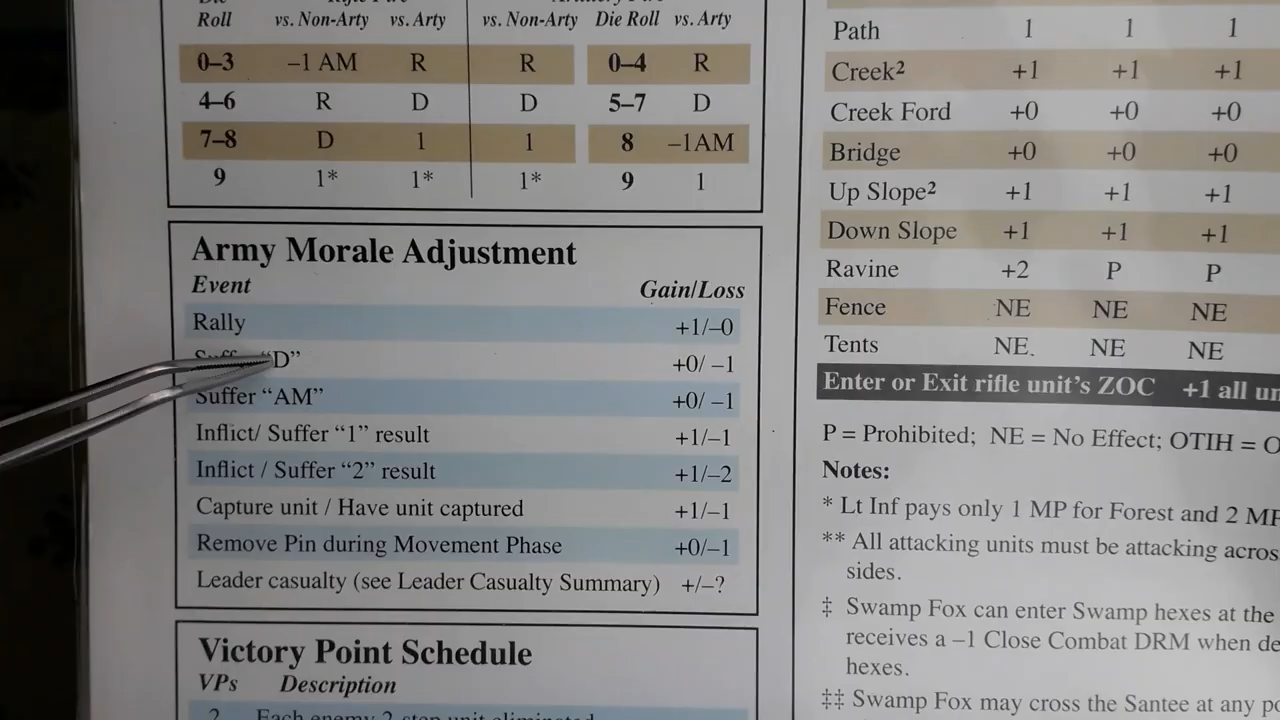 Roll vs. Non-Arty vs. Arty vs. Non-Arty Die Roll vs. Arty
0–3 –1 AM R R 0–4 R
4–6 R D D 5–7 D
7–8 D 1 1 8 –1AM
9 1* 1* 1* 9 1
Army Morale Adjustment
Event Gain/Loss
Rally +1/–0
"D" +0/ –1
Suffer "AM" +0/ –1
Inflict/ Suffer "1" result +1/–1
Inflict / Suffer "2" result +1/–2
Capture unit / Have unit captured +1/–1
Remove Pin during Movement Phase +0/–1
Leader casualty (see Leader Casualty Summary) +/–?
Victory Point Schedule
VPs Description
Path 1 1 1
Creek² +1 +1 +1
Creek Ford +0 +0 +0
Bridge +0 +0 +0
Up Slope² +1 +1 +1
Down Slope +1 +1 +1
Ravine +2 P P
Fence NE NE NE
Tents NE. NE NE
Enter or Exit rifle unit's ZOC +1 all
P = Prohibited; NE = No Effect; OTIH =
Notes:
* Lt Inf pays only 1 MP for Forest and 2
** All attacking units must be attacking
sides.
‡ Swamp Fox can enter Swamp hexes at the
receives a –1 Close Combat DRM when
hexes.
‡‡ Swamp Fox may cross the Santee at any